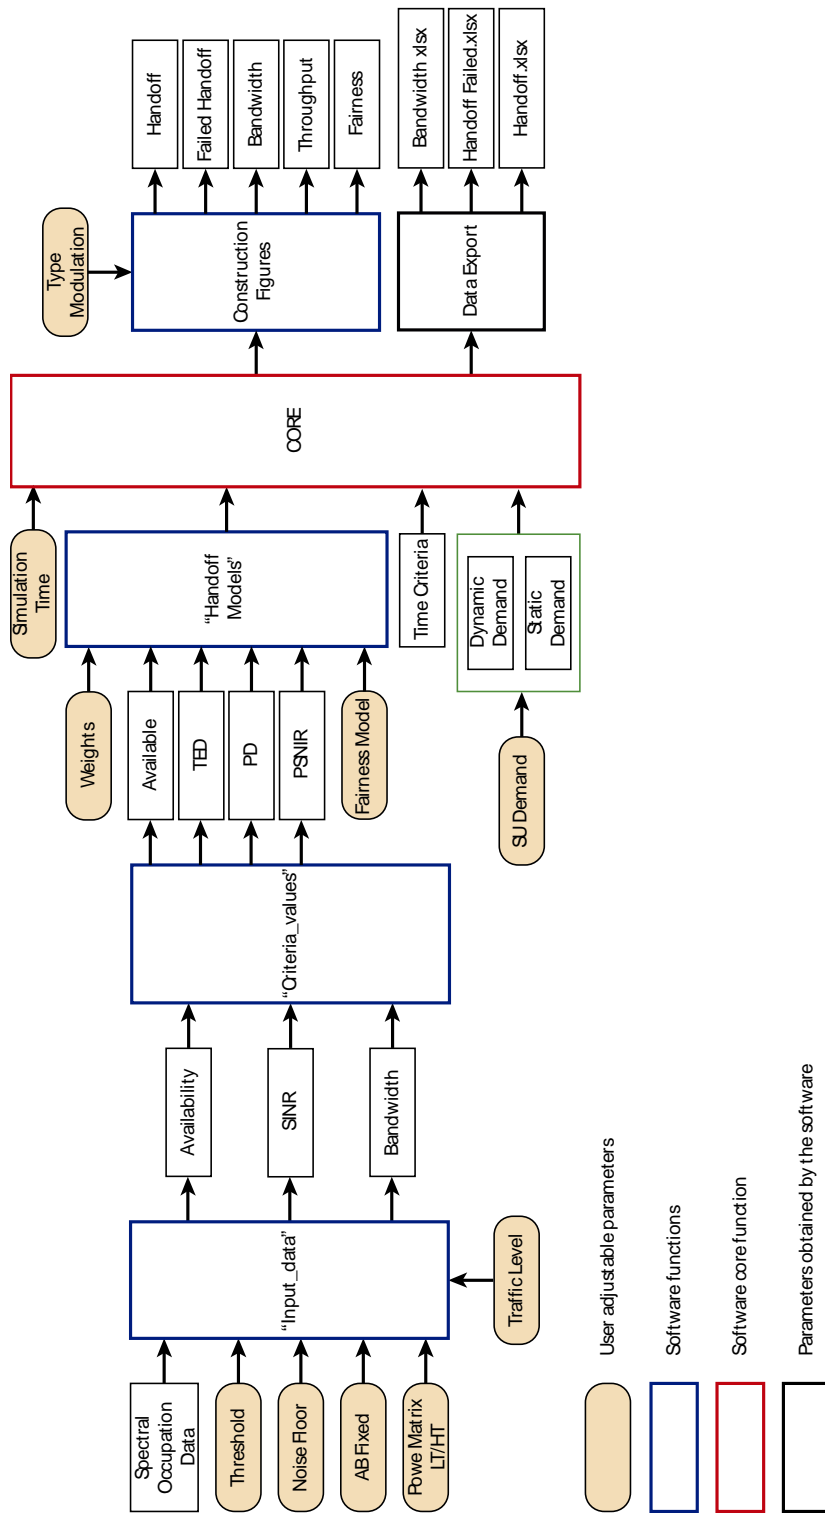 Spectral
Occupation
Data
Threshold
Noise Floor
AB Fixed
Powe Matrix
LT/HT
"Input_data"
Traffic Level
Availability
SINR
Bandwidth
"Criteria_values"
Weights
Available
TED
PD
PSNIR
Fairness Model
SU Demand
Simulation
Time
"Handoff
Models"
Time Criteria
Dynamic
Demand
Static
Demand
CORE
Type
Modulation
Construction
Figures
Data Export
Handoff
Failed Handoff
Bandwidth
Throughput
Fairness
Bandwidth xlsx
Handoff Failed.xlsx
Handoff.xlsx
User adjustable parameters
Software functions
Software core function
Parameters obtained by the software